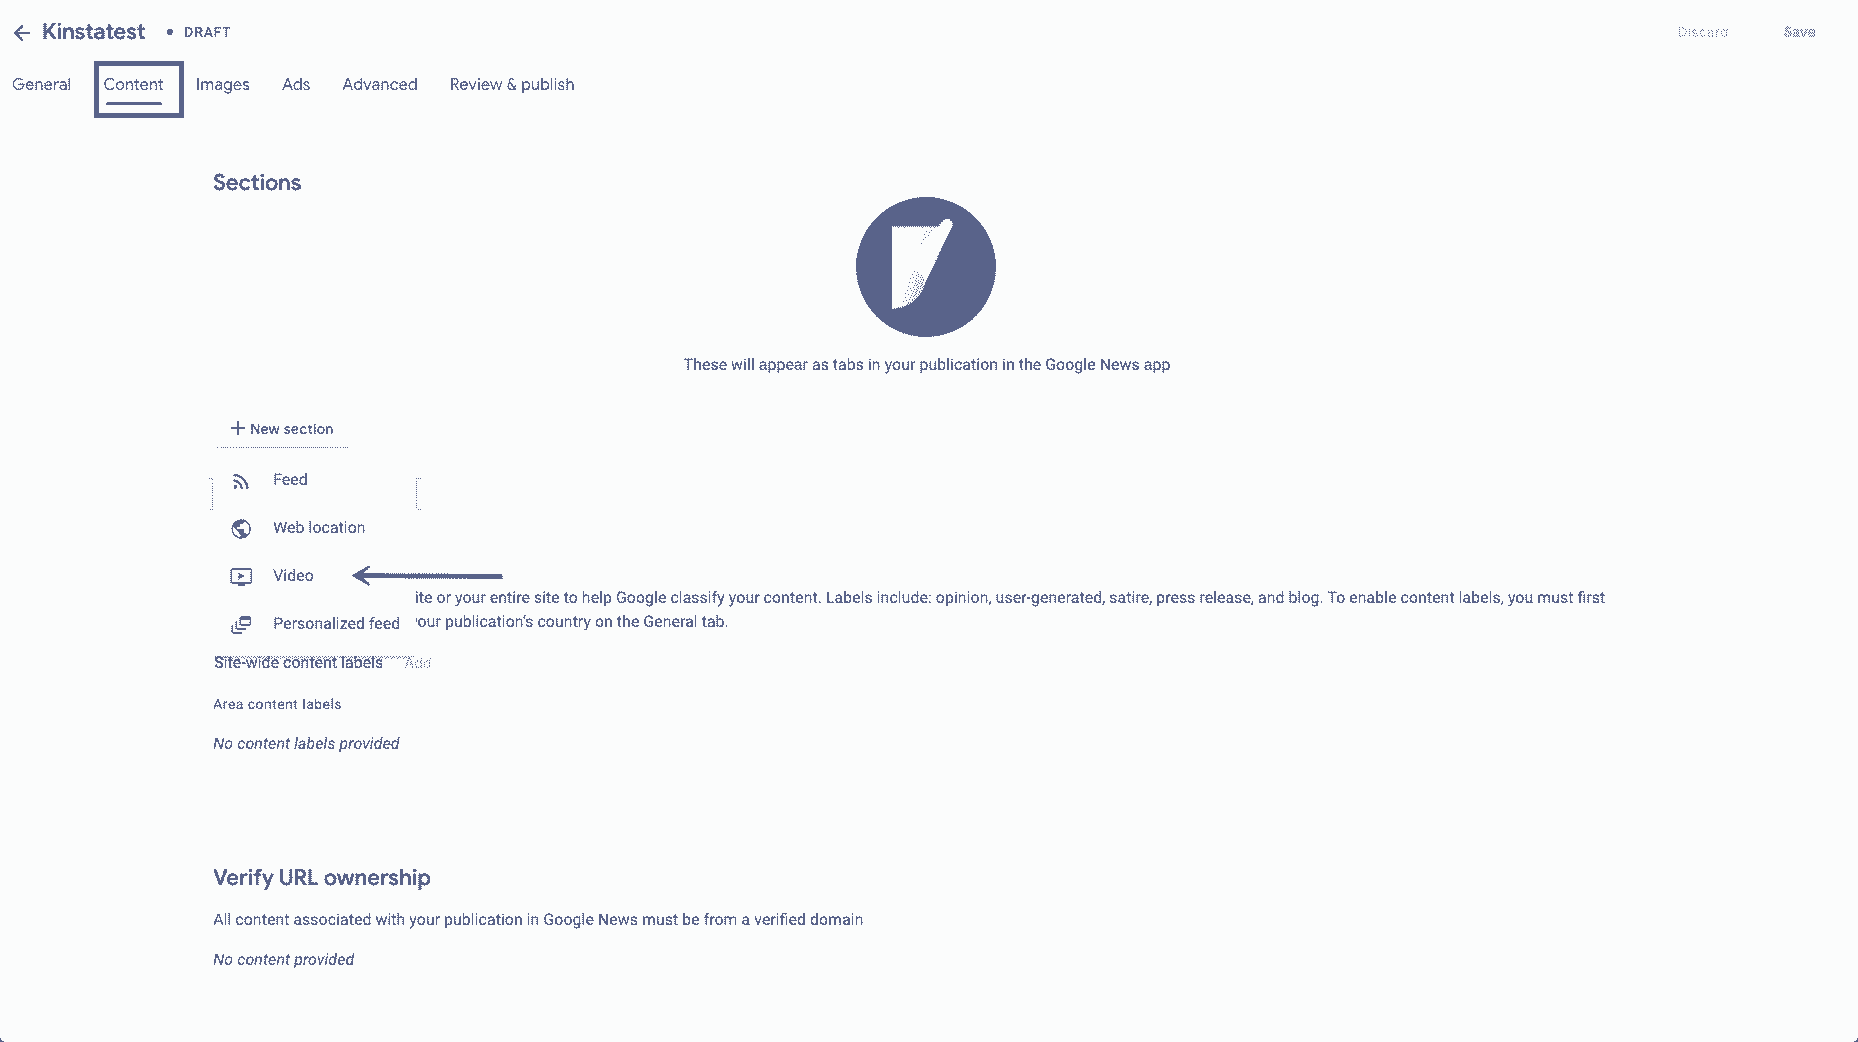 Kinstatest • DRAFT
Discard Save
General Content Images Ads Advanced Review & publish
Sections
These will appear as tabs in your publication in the Google News app
New section
Feed
Web location
Video
ite or your entire site to help Google classify your content. Labels include: opinion, user-generated, satire, press release, and blog. To enable content labels, you must first
Personalized feed
our publication's country on the General tab.
Site-wide content labels Add
Area content labels
No content labels provided
Verify URL ownership
All content associated with your publication in Google News must be from a verified domain
No content provided